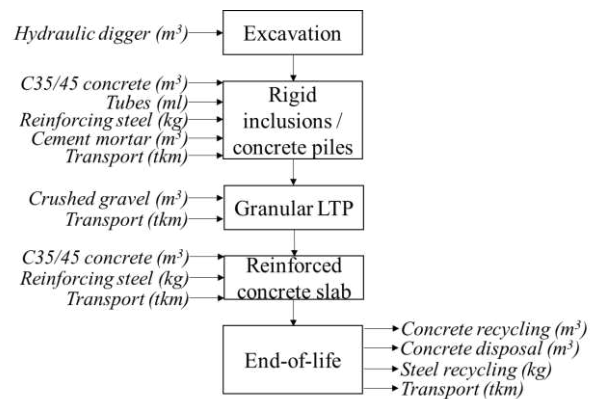 Hydraulic digger (m³)
Excavation
C35/45 concrete (m³)
Tubes (ml)
Reinforcing steel (kg)
Cement mortar (m³)
Transport (tkm)
Rigid
inclusions /
concrete piles
Crushed gravel (m³)
Transport (tkm)
Granular LTP
C35/45 concrete (m³)
Reinforcing steel (kg)
Transport (tkm)
Reinforced
concrete slab
End-of-life
Concrete recycling (m³)
Concrete disposal (m³)
Steel recycling (kg)
Transport (tkm)